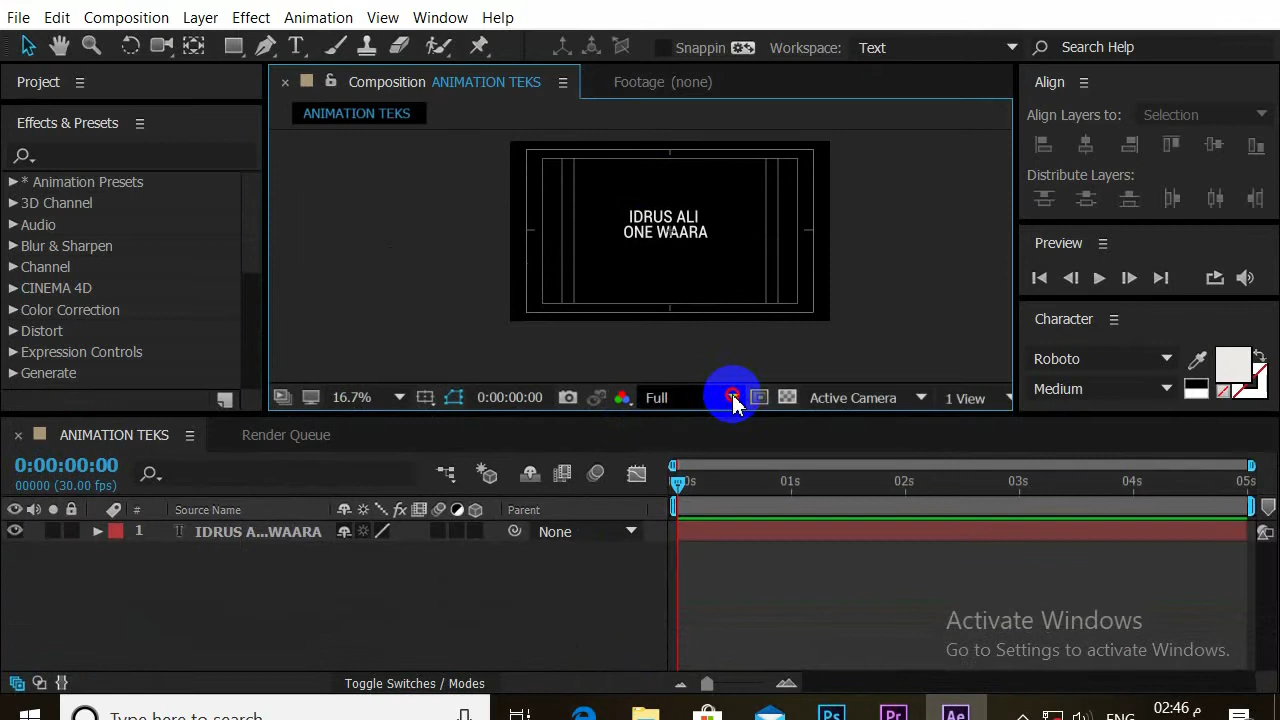 File Edit Composition Layer Effect Animation View Window Help
T Snappin Workspace: Text Search Help
Project
Composition ANIMATION TEKS
Footage (none)
Align
ANIMATION TEKS
Effects & Presets
Align Layers to: Selection
* Animation Presets
3D Channel
Audio
Blur & Sharpen
Channel
CINEMA 4D
Color Correction
Distort
Expression Controls
Generate
IDRUS ALI
ONE WAARA
Distribute Layers:
Preview
Character
Roboto
Medium
16.7% 0:00:00:00 Full Active Camera 1 View
ANIMATION TEKS Render Queue
0:00:00:00
00000 (30.00 fps)
0s 01s 02s 03s 04s 05s
# Source Name fx Parent
1 T IDRUS A...WAARA None
Activate Windows
Go to Settings to activate Windows.
Toggle Switches / Modes
Type here to search
Ps Pr Ae
02:46 م